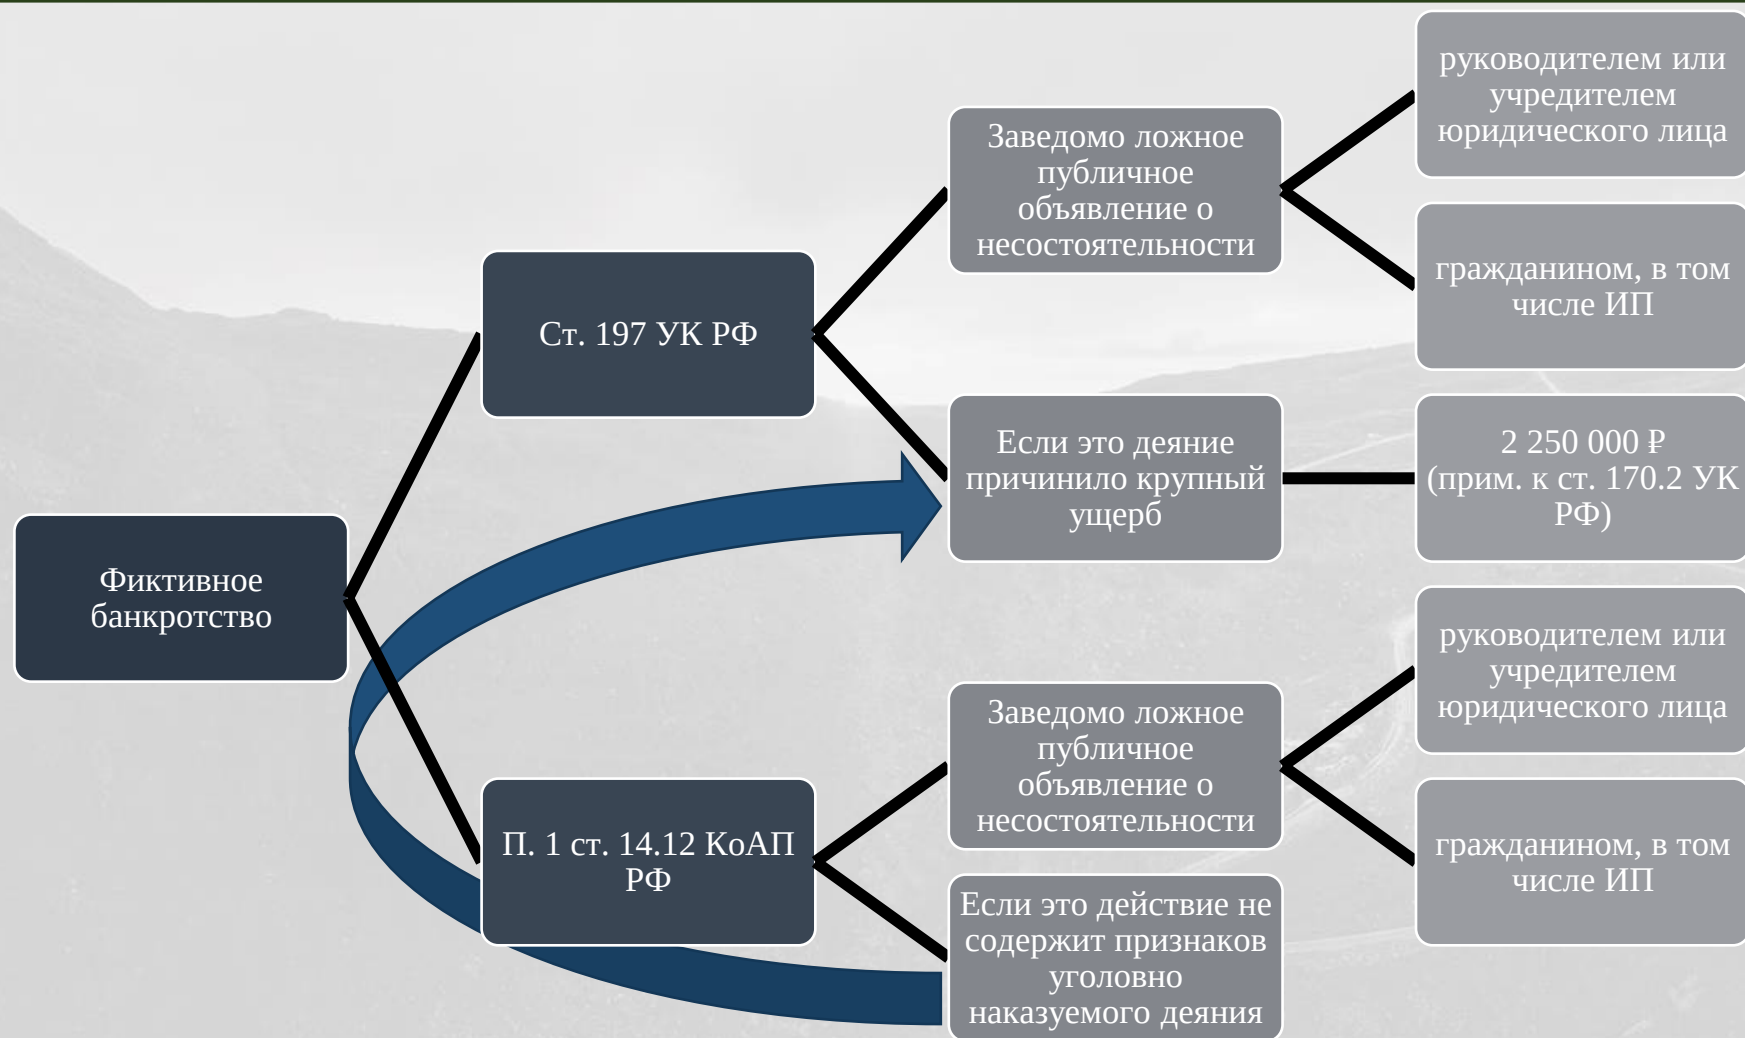 Фиктивное
банкротство
Ст. 197 УК РФ
Заведомо ложное
публичное
объявление о
несостоятельности
руководителем или
учредителем
юридического лица
гражданином, в том
числе ИП
Если это деяние
причинило крупный
ущерб
2 250 000 ₽
(прим. к ст. 170.2 УК
РФ)
П. 1 ст. 14.12 КоАП
РФ
Заведомо ложное
публичное
объявление о
несостоятельности
руководителем или
учредителем
юридического лица
гражданином, в том
числе ИП
Если это действие не
содержит признаков
уголовно
наказуемого деяния